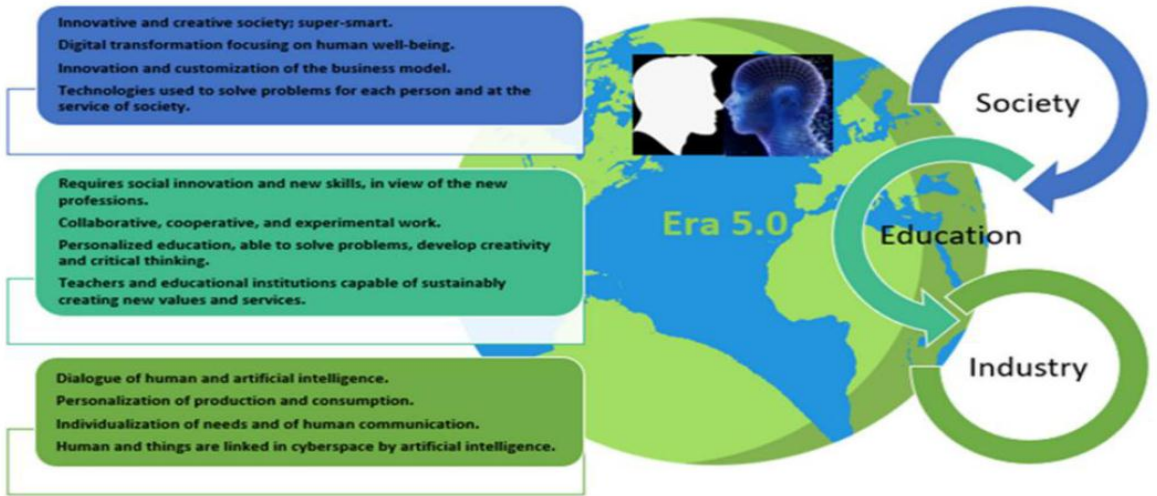 Innovative and creative society; super-smart.
Digital transformation focusing on human well-being.
Innovation and customization of the business model.
Technologies used to solve problems for each person and at the
service of society.
Requires social innovation and new skills, in view of the new
professions.
Collaborative, cooperative, and experimental work.
Personalized education, able to solve problems, develop creativity
and critical thinking.
Teachers and educational institutions capable of sustainably
creating new values and services.
Dialogue of human and artificial intelligence.
Personalization of production and consumption.
Individualization of needs and of human communication.
Human and things are linked in cyberspace by artificial intelligence.
Era 5.0
Society
Education
Industry